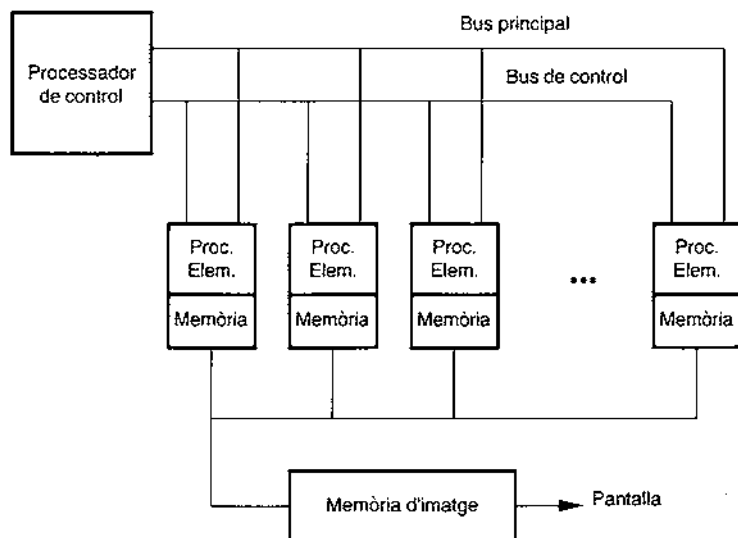 Bus principal
Processador
de control
Bus de control
Proc.
Elem.
Memòria
Proc.
Elem.
Memòria
Proc.
Elem.
Memòria
...
Proc.
Elem.
Memòria
Memòria d'imatge
Pantalla